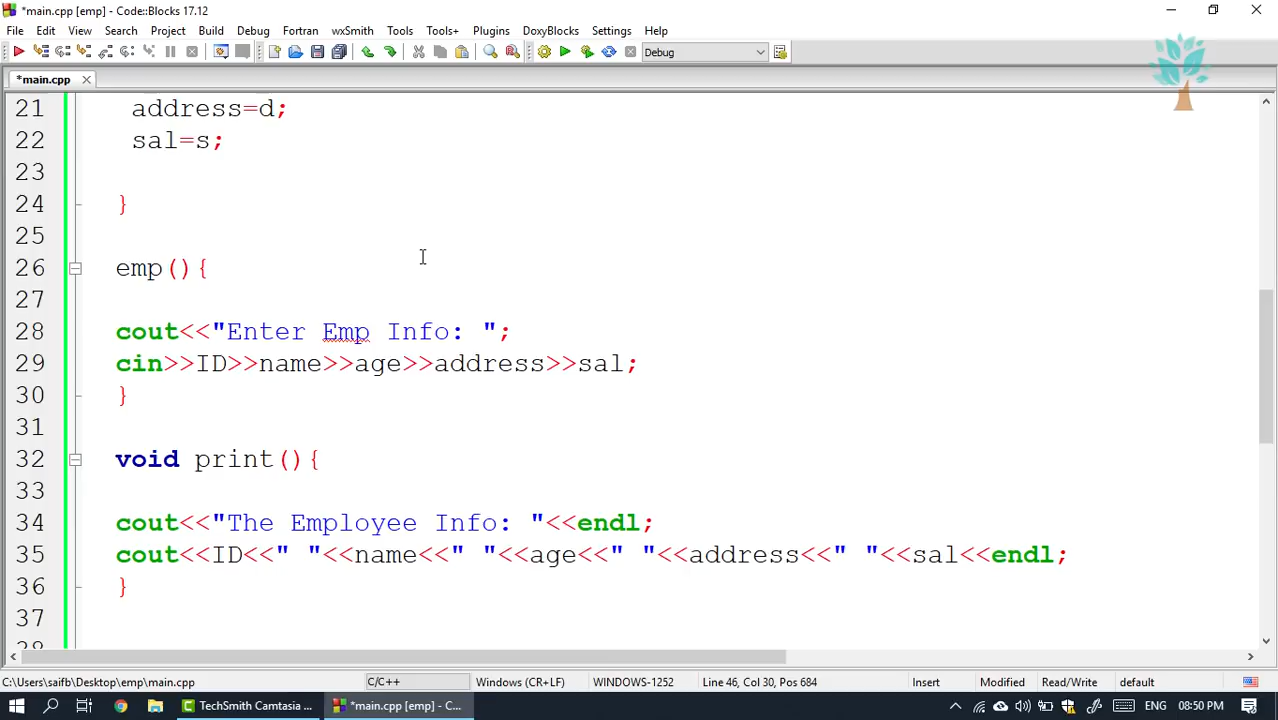 *main.cpp [emp] - Code::Blocks 17.12
File Edit View Search Project Build Debug Fortran wxSmith Tools Tools+ Plugins DoxyBlocks Settings Help
Debug
*main.cpp
21 address=d;
22 sal=s;
23
24 }
25
26 emp(){
27
28 cout<<"Enter Emp Info: ";
29 cin>>ID>>name>>age>>address>>sal;
30 }
31
32 void print(){
33
34 cout<<"The Employee Info: "<<endl;
35 cout<<ID<<" "<<name<<" "<<age<<" "<<address<<" "<<sal<<endl;
36 }
37
38
C:\Users\saifb\Desktop\emp\main.cpp C/C++ Windows (CR+LF) WINDOWS-1252 Line 46, Col 30, Pos 684 Insert Modified Read/Write default
TechSmith Camtasia ... *main.cpp [emp] - C... ENG 08:50 PM